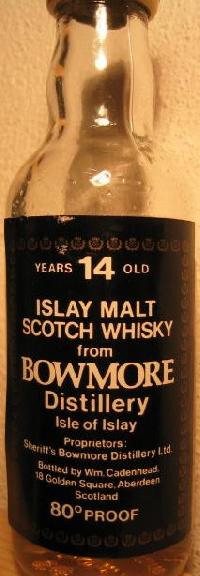 YEARS 14 OLD
ISLAY MALT
SCOTCH WHISKY
from
BOWMORE
Distillery
Isle of Islay
Proprietors:
Sheriff's Bowmore Distillery Ltd.
Bottled by Wm. Cadenhead,
18 Golden Square, Aberdeen
Scotland
80º PROOF